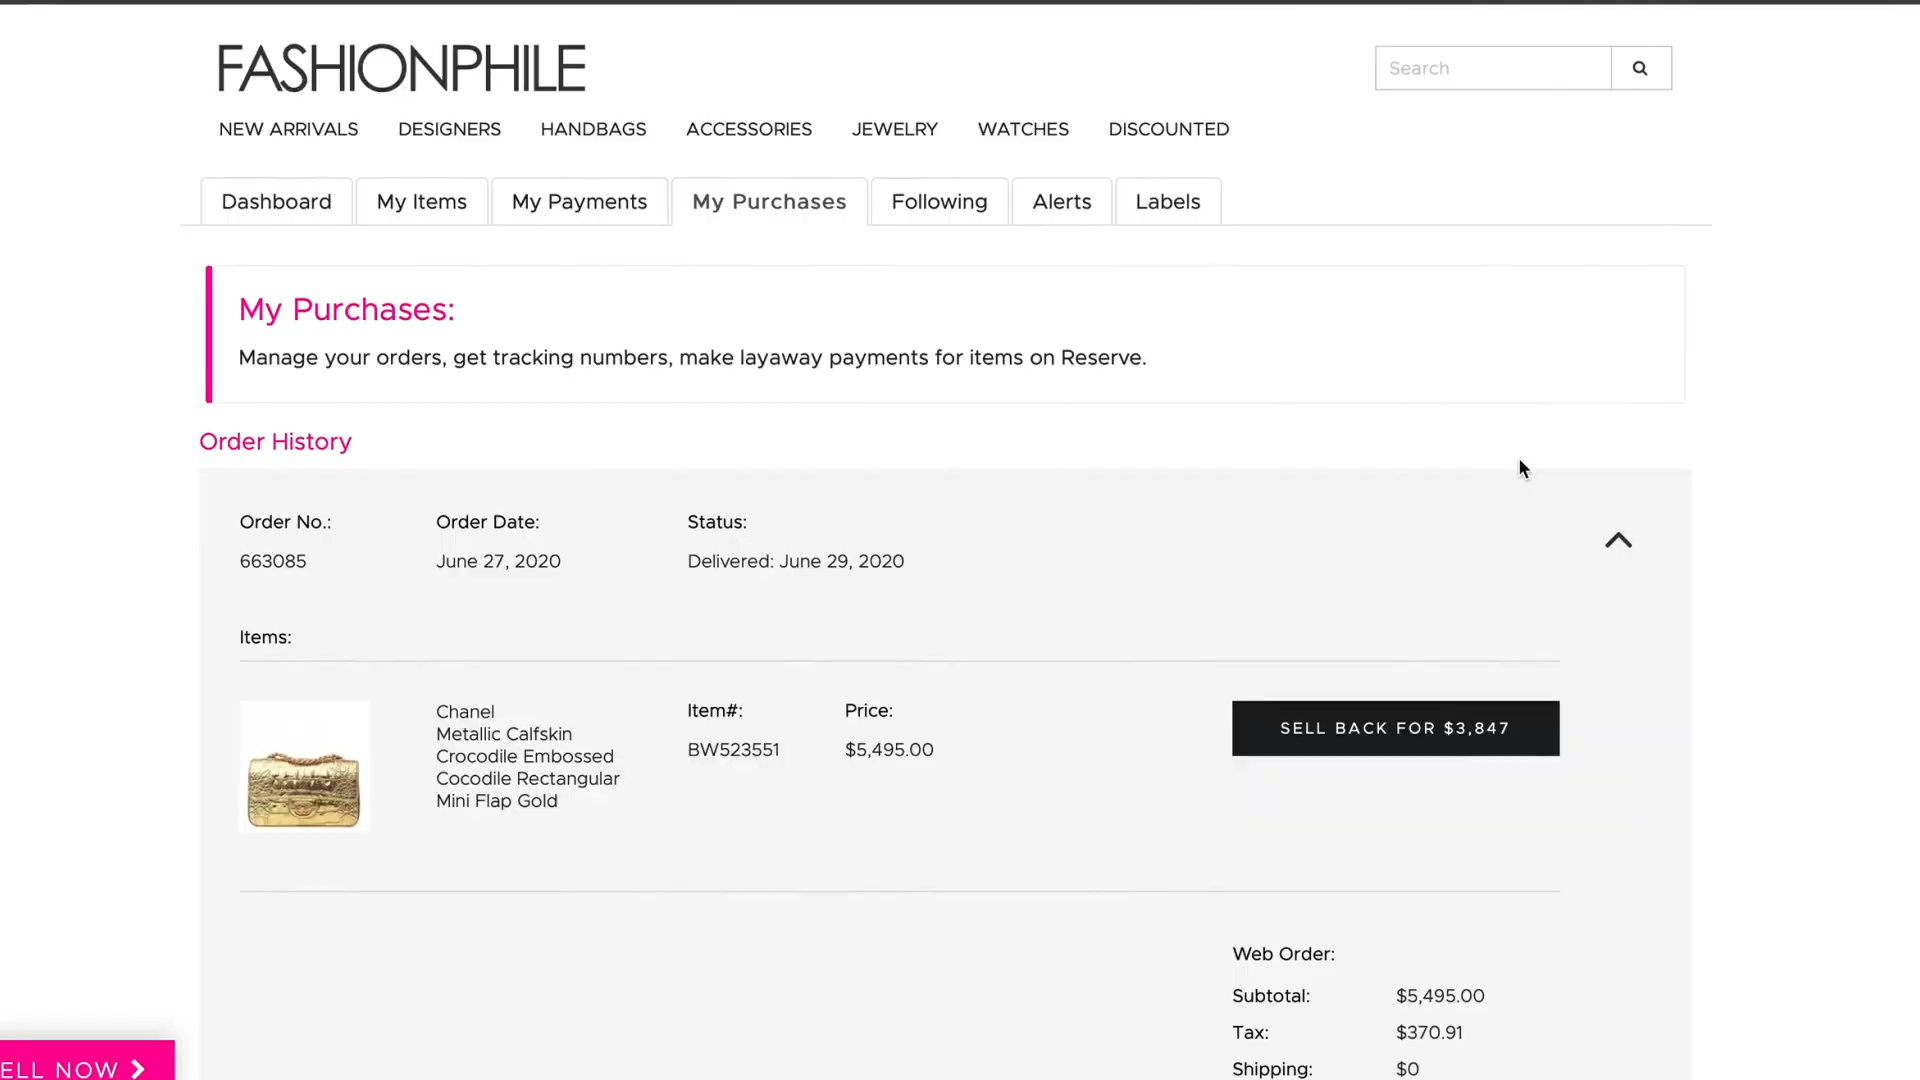 FASHIONPHILE
Search
NEW ARRIVALS DESIGNERS HANDBAGS ACCESSORIES JEWELRY WATCHES DISCOUNTED
Dashboard My Items My Payments My Purchases Following Alerts Labels
My Purchases:
Manage your orders, get tracking numbers, make layaway payments for items on Reserve.
Order History
Order No.: Order Date: Status:
663085 June 27, 2020 Delivered: June 29, 2020
Items:
Chanel
Metallic Calfskin
Crocodile Embossed
Cocodile Rectangular
Mini Flap Gold
Item#: Price:
BW523551 $5,495.00
SELL BACK FOR $3,847
Web Order:
Subtotal: $5,495.00
Tax: $370.91
Shipping: $0
ELL NOW